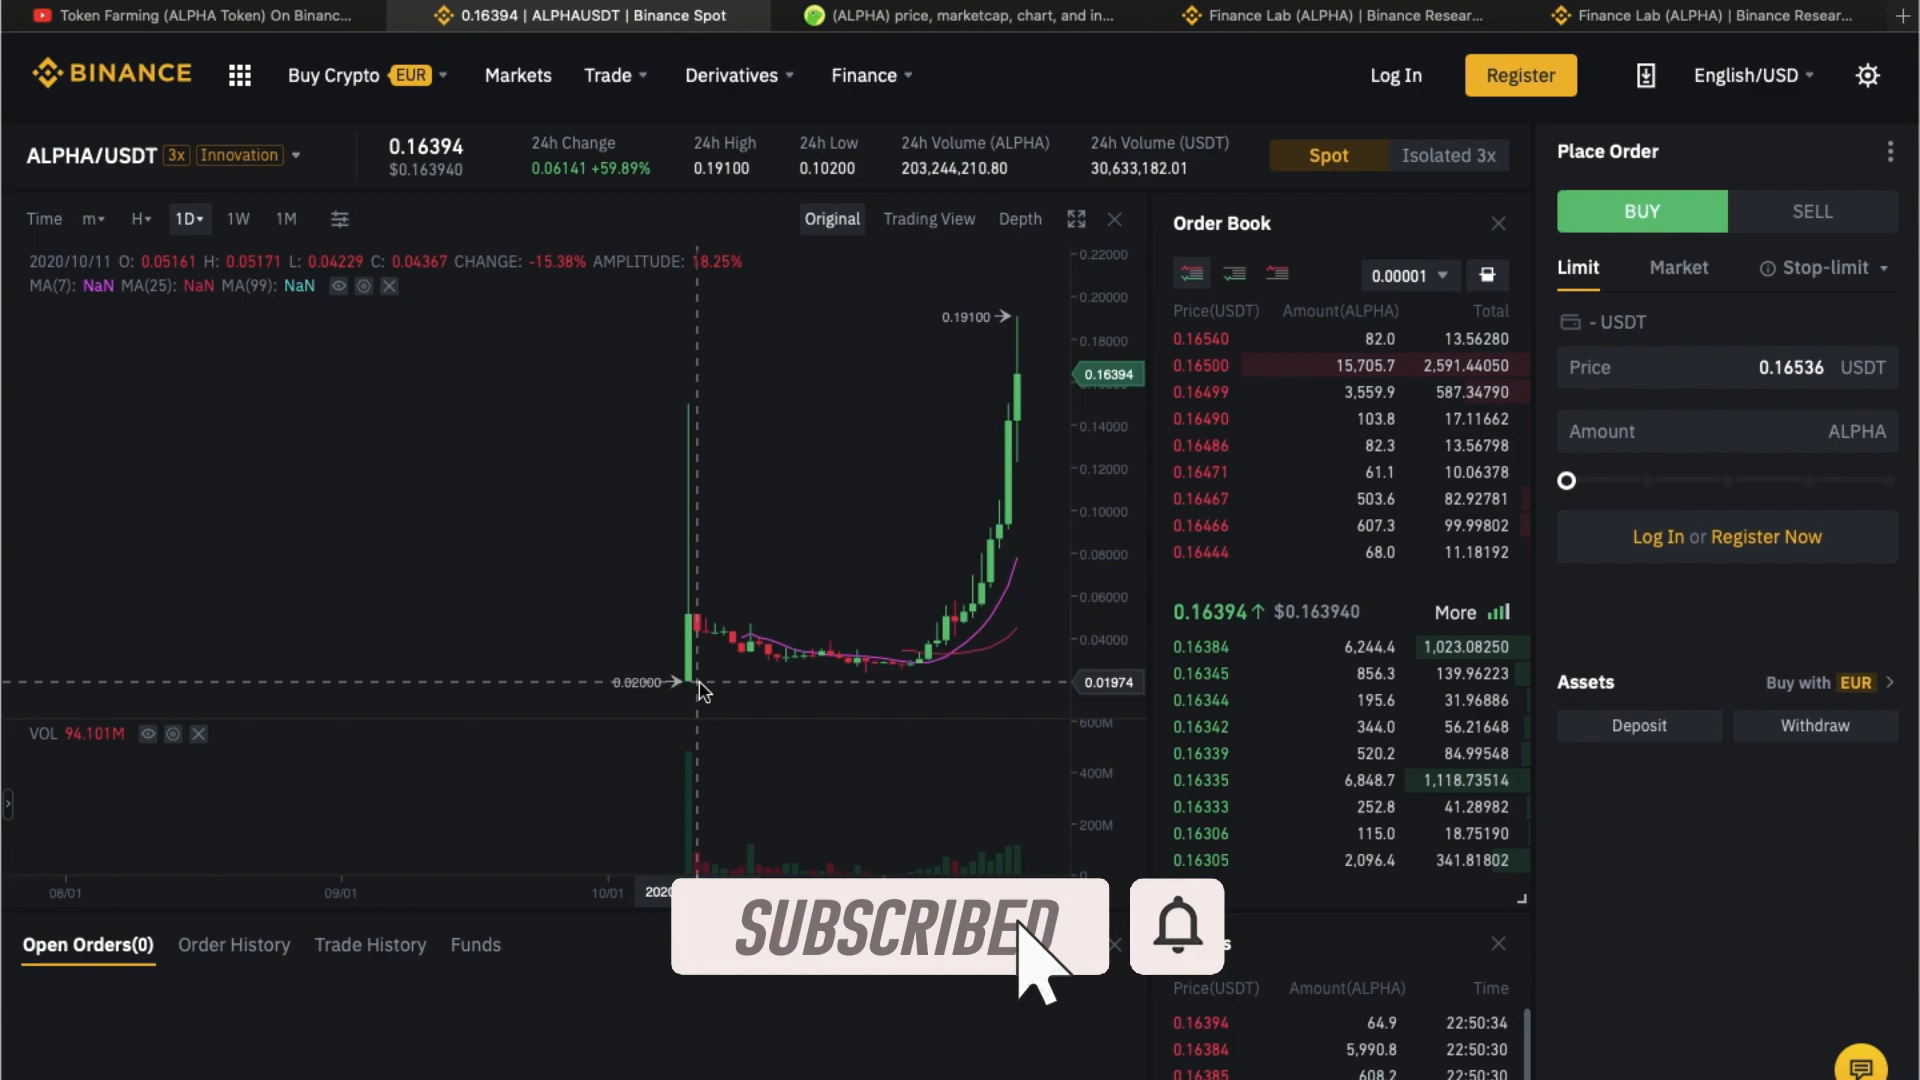 Token Farming (ALPHA Token) On Binanc...
0.16394 | ALPHAUSDT | Binance Spot
(ALPHA) price, marketcap, chart, and in...
Finance Lab (ALPHA) | Binance Resear...
Finance Lab (ALPHA) | Binance Resear...
BINANCE
Buy Crypto EUR
Markets
Trade
Derivatives
Finance
Log In
Register
English/USD
ALPHA/USDT 3x Innovation
0.16394
$0.163940
24h Change
0.06141 +59.89%
24h High
0.19100
24h Low
0.10200
24h Volume (ALPHA)
203,244,210.80
24h Volume (USDT)
30,633,182.01
Spot Isolated 3x
Time m H 1D 1W 1M
Original Trading View Depth
2020/10/11 O: 0.05161 H: 0.05171 L: 0.04229 C: 0.04367 CHANGE: -15.38% AMPLITUDE: 18.25%
MA(7): NaN MA(25): NaN MA(99): NaN
0.22000
0.20000
0.18000
0.14000
0.12000
0.10000
0.08000
0.06000
0.04000
0.19100
0.16394
0.02000
0.01974
VOL 94.101M
600M
400M
200M
0
08/01 09/01 10/01 2020
Open Orders(0) Order History Trade History Funds
SUBSCRIBED
Order Book
0.00001
Price(USDT) Amount(ALPHA) Total
0.16540 82.0 13.56280
0.16500 15,705.7 2,591.44050
0.16499 3,559.9 587.34790
0.16490 103.8 17.11662
0.16486 82.3 13.56798
0.16471 61.1 10.06378
0.16467 503.6 82.92781
0.16466 607.3 99.99802
0.16444 68.0 11.18192
0.16394↑ $0.163940 More
0.16384 6,244.4 1,023.08250
0.16345 856.3 139.96223
0.16344 195.6 31.96886
0.16342 344.0 56.21648
0.16339 520.2 84.99548
0.16335 6,848.7 1,118.73514
0.16333 252.8 41.28982
0.16306 115.0 18.75190
0.16305 2,096.4 341.81802
s
Price(USDT) Amount(ALPHA) Time
0.16394 64.9 22:50:34
0.16384 5,990.8 22:50:30
0.16385 608.2 22:50:30
Place Order
BUY SELL
Limit Market Stop-limit
- USDT
Price 0.16536 USDT
Amount ALPHA
Log In or Register Now
Assets Buy with EUR
Deposit Withdraw